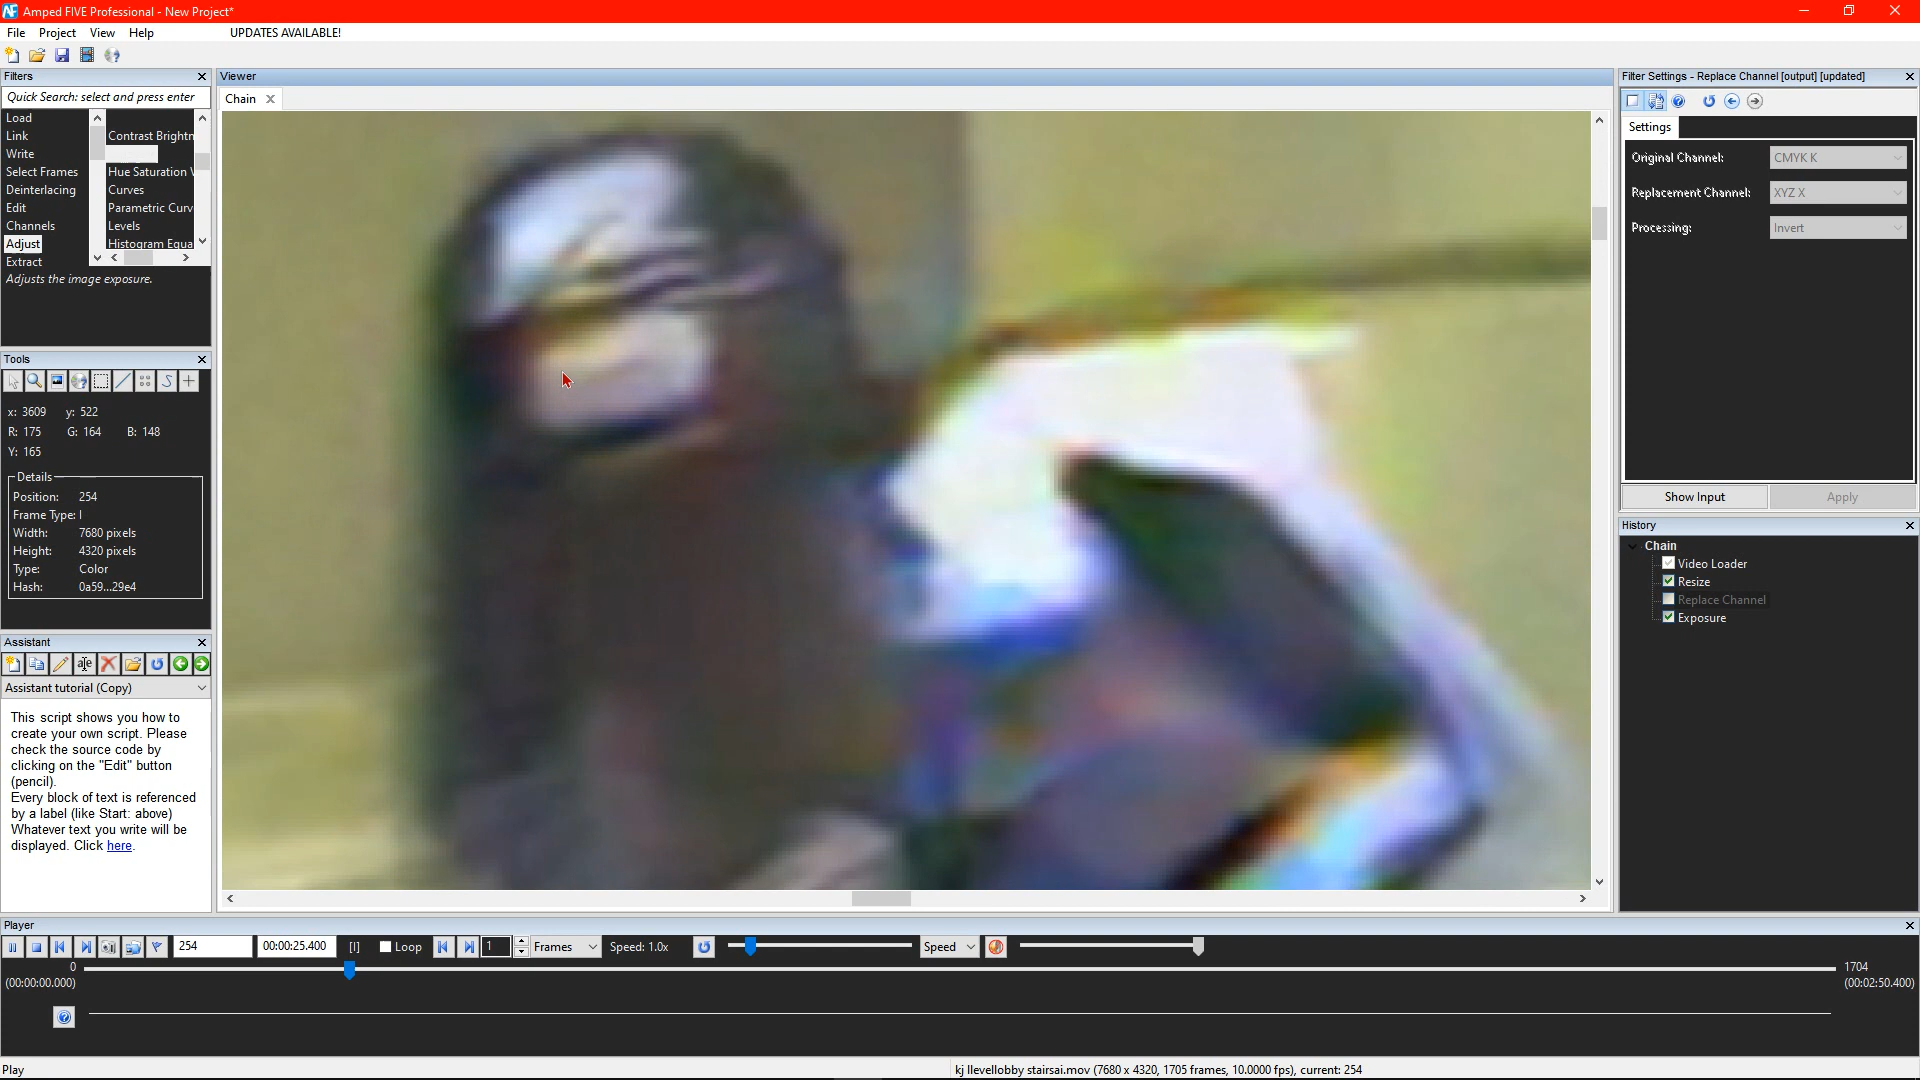 Amped FIVE Professional - New Project*
File Project View Help UPDATES AVAILABLE!
Filters
Quick Search: select and press enter
Load
Link
Write
Select Frames
Deinterlacing
Edit
Channels
Adjust
Extract
Contrast Brightn
Hue Saturation V
Curves
Parametric Curv
Levels
Histogram Equa
Adjusts the image exposure.
Tools
x: 3609 y: 522
R: 175 G: 164 B: 148
Y: 165
Details
Position: 254
Frame Type: I
Width: 7680 pixels
Height: 4320 pixels
Type: Color
Hash: 0a59...29e4
Assistant
Assistant tutorial (Copy)
This script shows you how to
create your own script. Please
check the source code by
clicking on the "Edit" button
(pencil).
Every block of text is referenced
by a label (like Start: above)
Whatever text you write will be
displayed. Click here.
Viewer
Chain
Filter Settings - Replace Channel [output] [updated]
Settings
Original Channel: CMYK K
Replacement Channel: XYZ X
Processing: Invert
Show Input Apply
History
Chain
Video Loader
Resize
Replace Channel
Exposure
Player
254 00:00:25.400 [I] Loop 1 Frames Speed: 1.0x Speed
0 1704
(00:00:00.000) (00:02:50.400)
Play kj llevellobby stairsai.mov (7680 x 4320, 1705 frames, 10.0000 fps), current: 254